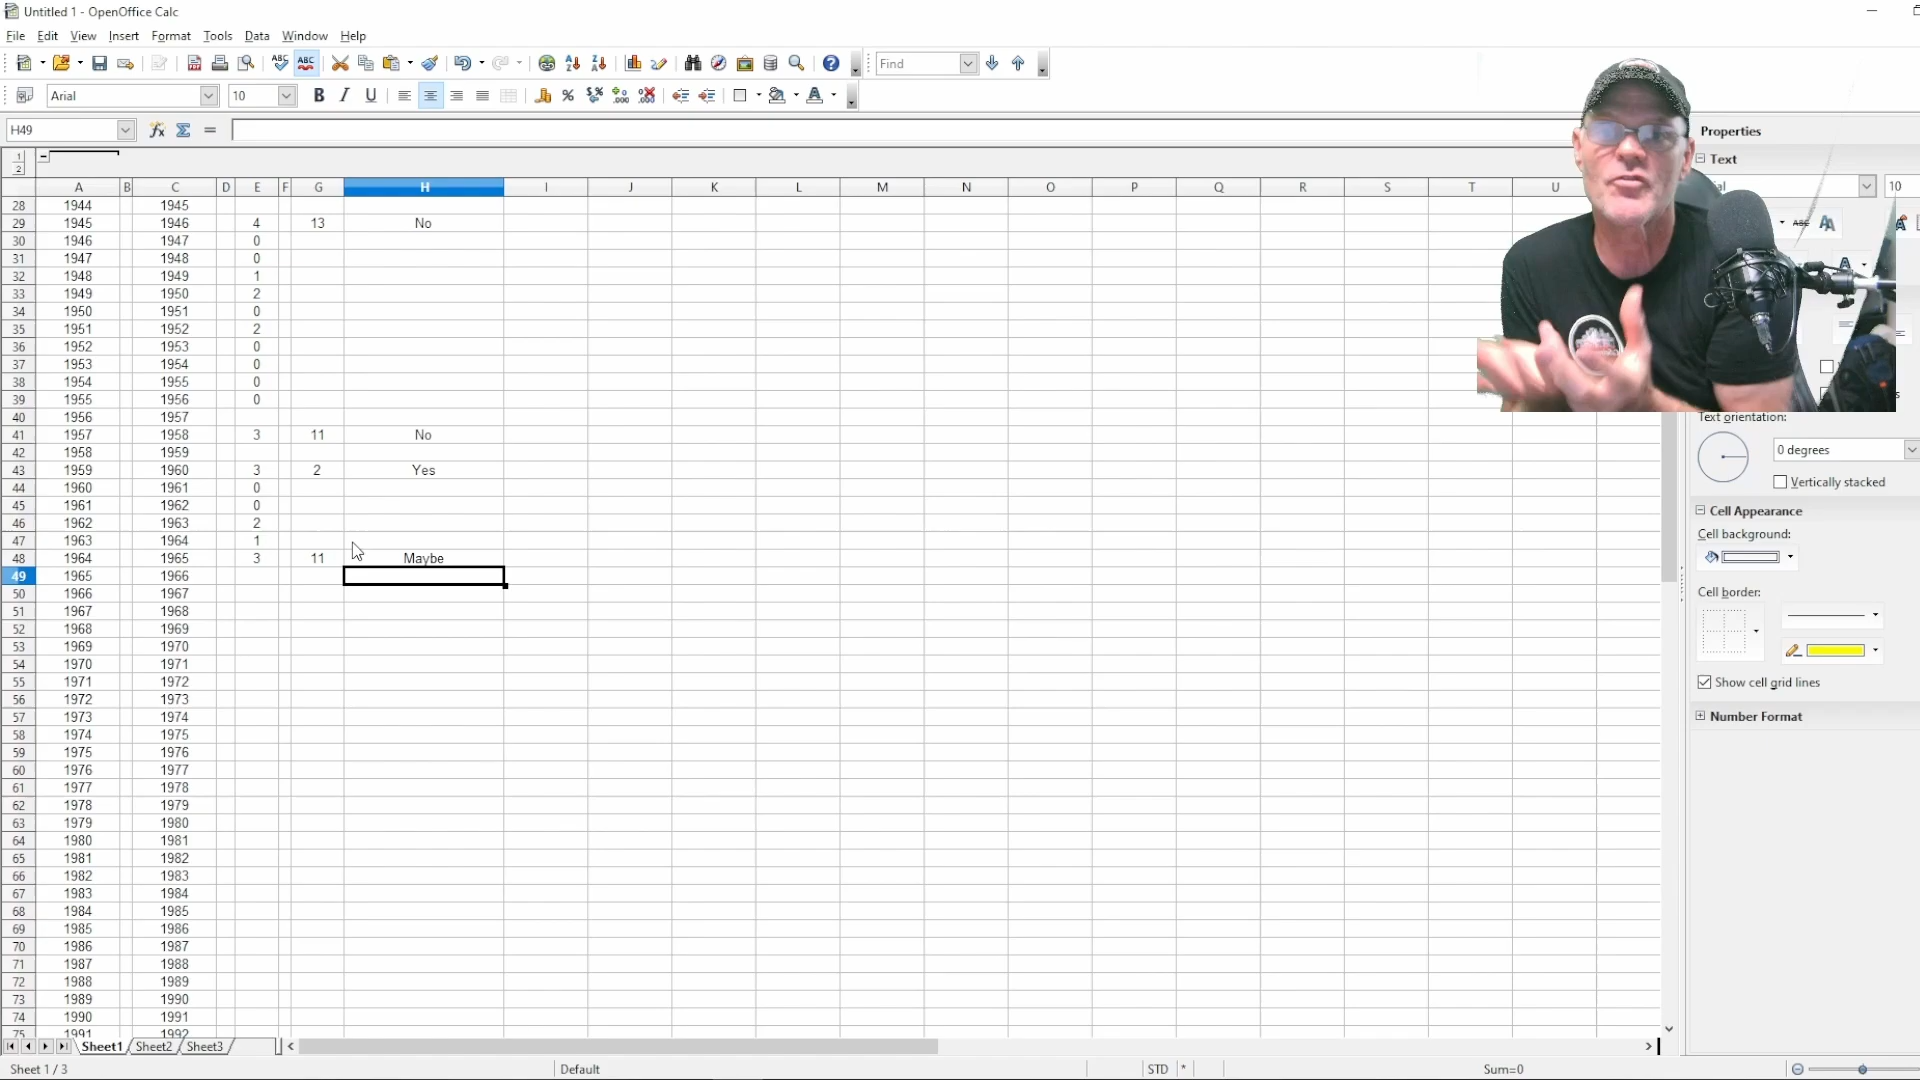 Untitled 1 - OpenOffice Calc
File Edit View Insert Format Tools Data Window Help
Find
Arial 10
H49
Properties
Text
10
1
2
A B C D E F G H I J K L M N O P Q R S T U
28 1944 1945
29 1945 1946 4 13 No
30 1946 1947 0
31 1947 1948 0
32 1948 1949 1
33 1949 1950 2
34 1950 1951 0
35 1951 1952 2
36 1952 1953 0
37 1953 1954 0
38 1954 1955 0
39 1955 1956 0
40 1956 1957
41 1957 1958 3 11 No
42 1958 1959
43 1959 1960 3 2 Yes
44 1960 1961 0
45 1961 1962 0
46 1962 1963 2
47 1963 1964 1
48 1964 1965 3 11 Maybe
49 1965 1966
50 1966 1967
51 1967 1968
52 1968 1969
53 1969 1970
54 1970 1971
55 1971 1972
56 1972 1973
57 1973 1974
58 1974 1975
59 1975 1976
60 1976 1977
61 1977 1978
62 1978 1979
63 1979 1980
64 1980 1981
65 1981 1982
66 1982 1983
67 1983 1984
68 1984 1985
69 1985 1986
70 1986 1987
71 1987 1988
72 1988 1989
73 1989 1990
74 1990 1991
75 1991 1992
Text orientation:
0 degrees
Vertically stacked
Cell Appearance
Cell background:
Cell border:
Show cell grid lines
Number Format
Sheet1 Sheet2 Sheet3
Sheet 1 / 3 Default STD * Sum=0